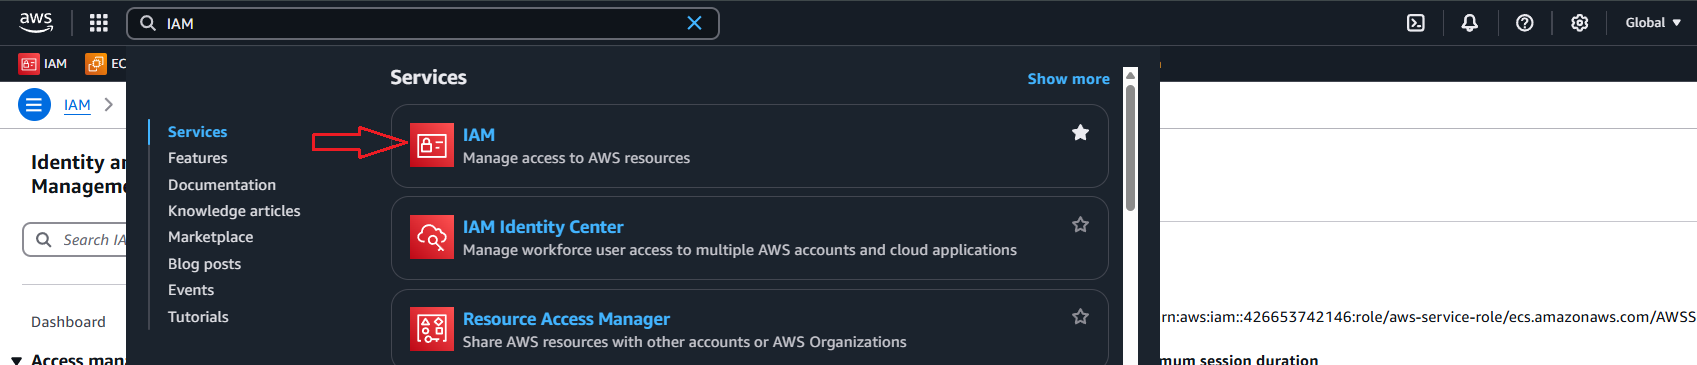 aws
IAM
Global
IAM
EC
Services
Show more
IAM
Services
IAM
Features
Manage access to AWS resources
Identity a
Manageme
Documentation
Knowledge articles
IAM Identity Center
Marketplace
Search IA
Manage workforce user access to multiple AWS accounts and cloud applications
Blog posts
Events
Tutorials
Dashboard
Resource Access Manager
rn:aws:iam::426653742146:role/aws-service-role/ecs.amazonaws.com/AWSS
Share AWS resources with other accounts or AWS Organizations
Access man
mum session duration